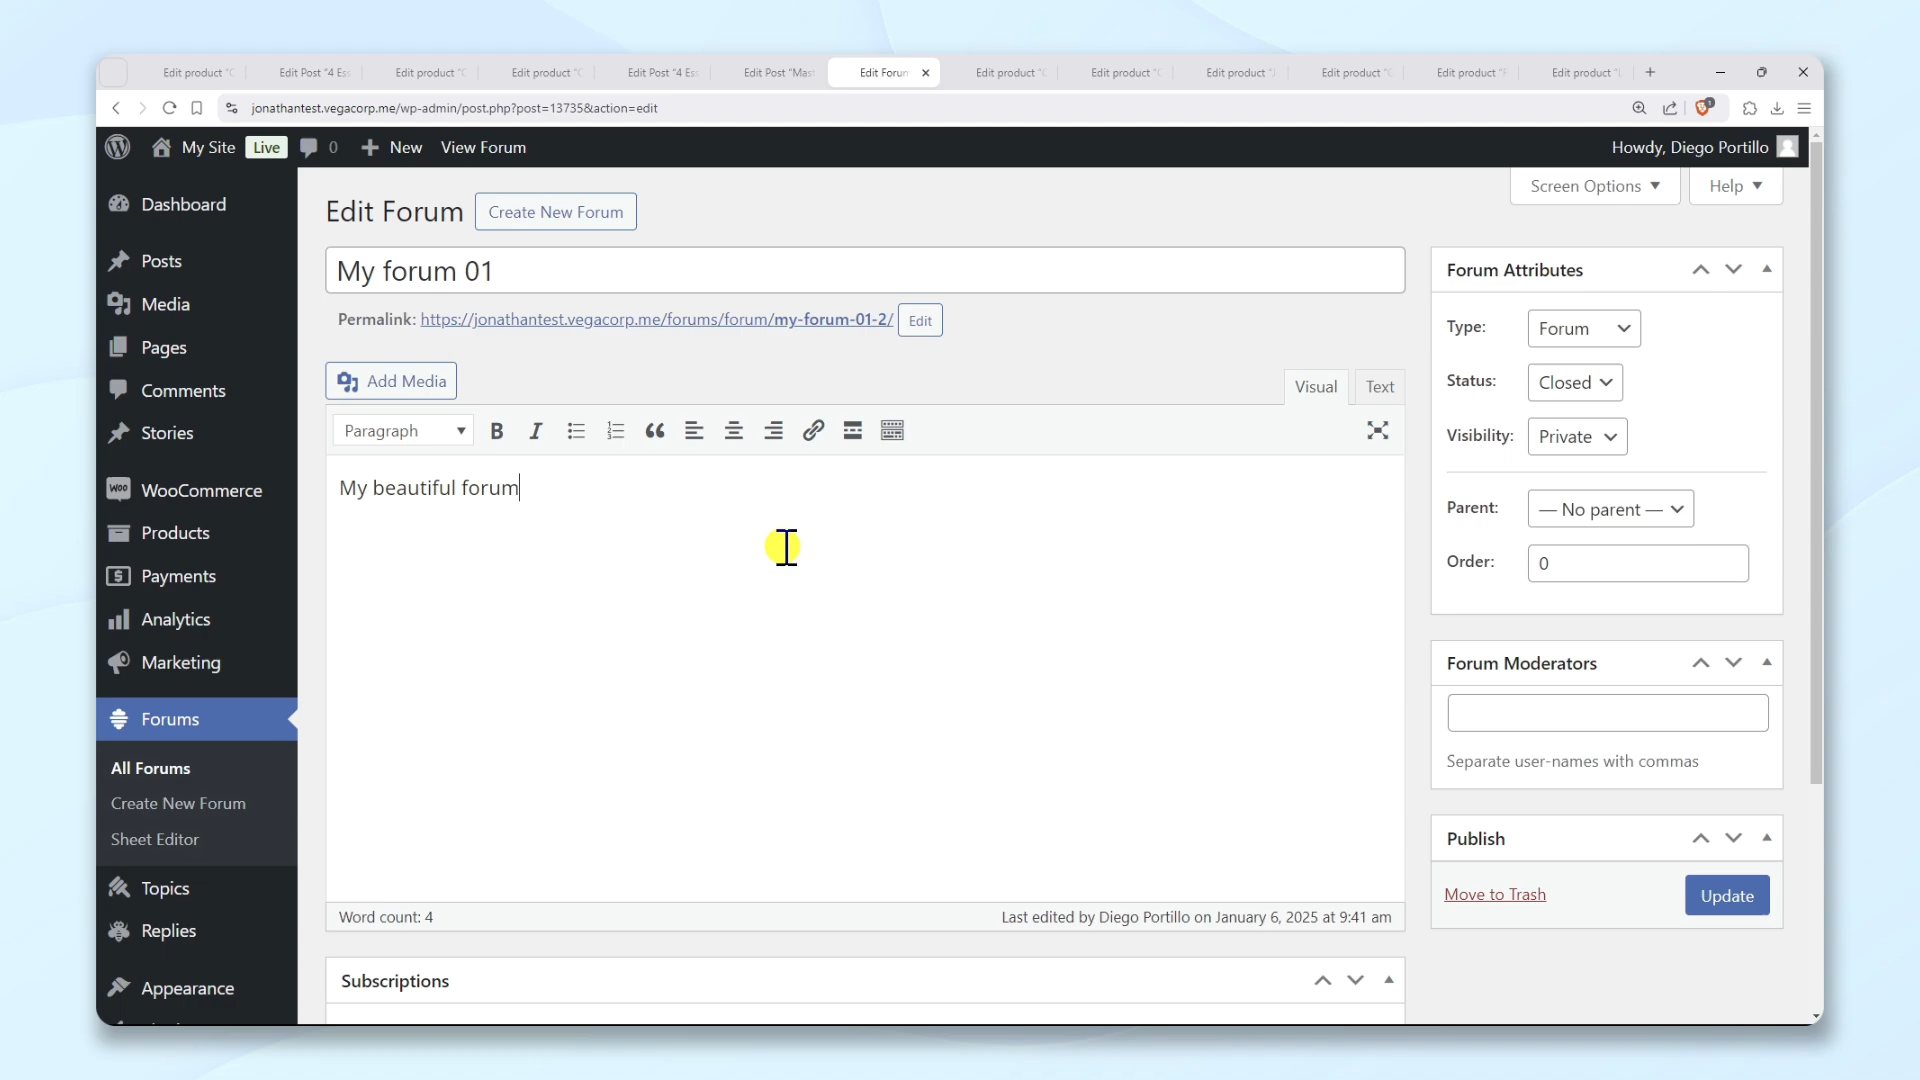 Edit product "C
Edit Post "4 Es
Edit product "C
Edit product "C
Edit Post "4 Es
Edit Post "Mas
Edit Forum
Edit product "C
Edit product "C
Edit product "J
Edit product "C
Edit product "F
Edit product "L
jonathantest.vegacorp.me/wp-admin/post.php?post=13735&action=edit
1
My Site Live 0 New View Forum
Howdy, Diego Portillo
Screen Options
Help
Dashboard
Posts
Media
Pages
Comments
Stories
WOO WooCommerce
Products
Payments
Analytics
Marketing
Forums
All Forums
Create New Forum
Sheet Editor
Topics
Replies
Appearance
Edit Forum Create New Forum
My forum 01
Permalink: https://jonathantest.vegacorp.me/forums/forum/my-forum-01-2/ Edit
Add Media
Visual Text
Paragraph
My beautiful forum
Word count: 4
Last edited by Diego Portillo on January 6, 2025 at 9:41 am
Subscriptions
Forum Attributes
Type: Forum
Status: Closed
Visibility: Private
Parent: — No parent —
Order: 0
Forum Moderators
Separate user-names with commas
Publish
Move to Trash
Update